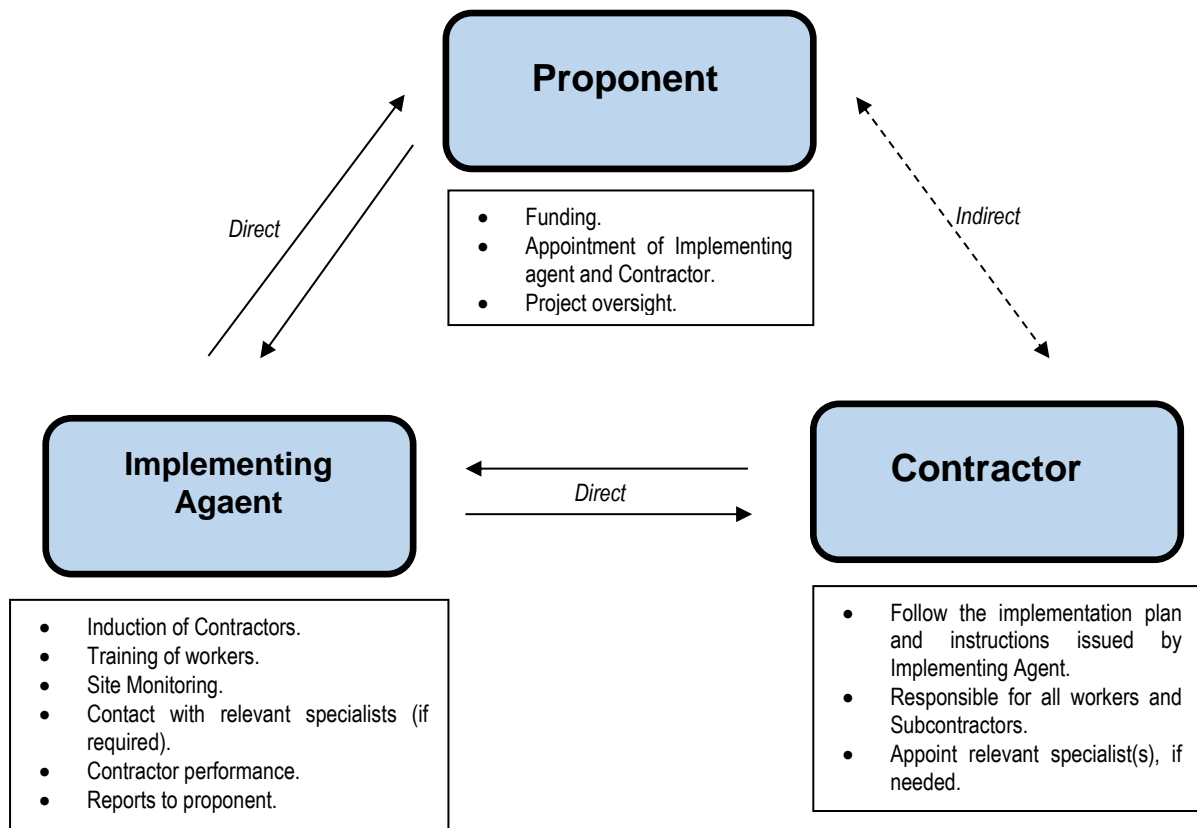 Proponent
Direct
Indirect
• Funding.
• Appointment of Implementing
agent and Contractor.
• Project oversight.
Implementing
Agaent
Direct
Contractor
• Induction of Contractors.
• Training of workers.
• Site Monitoring.
• Contact with relevant specialists (if
required).
• Contractor performance.
• Reports to proponent.
• Follow the implementation plan
and instructions issued by
Implementing Agent.
• Responsible for all workers and
Subcontractors.
• Appoint relevant specialist(s), if
needed.